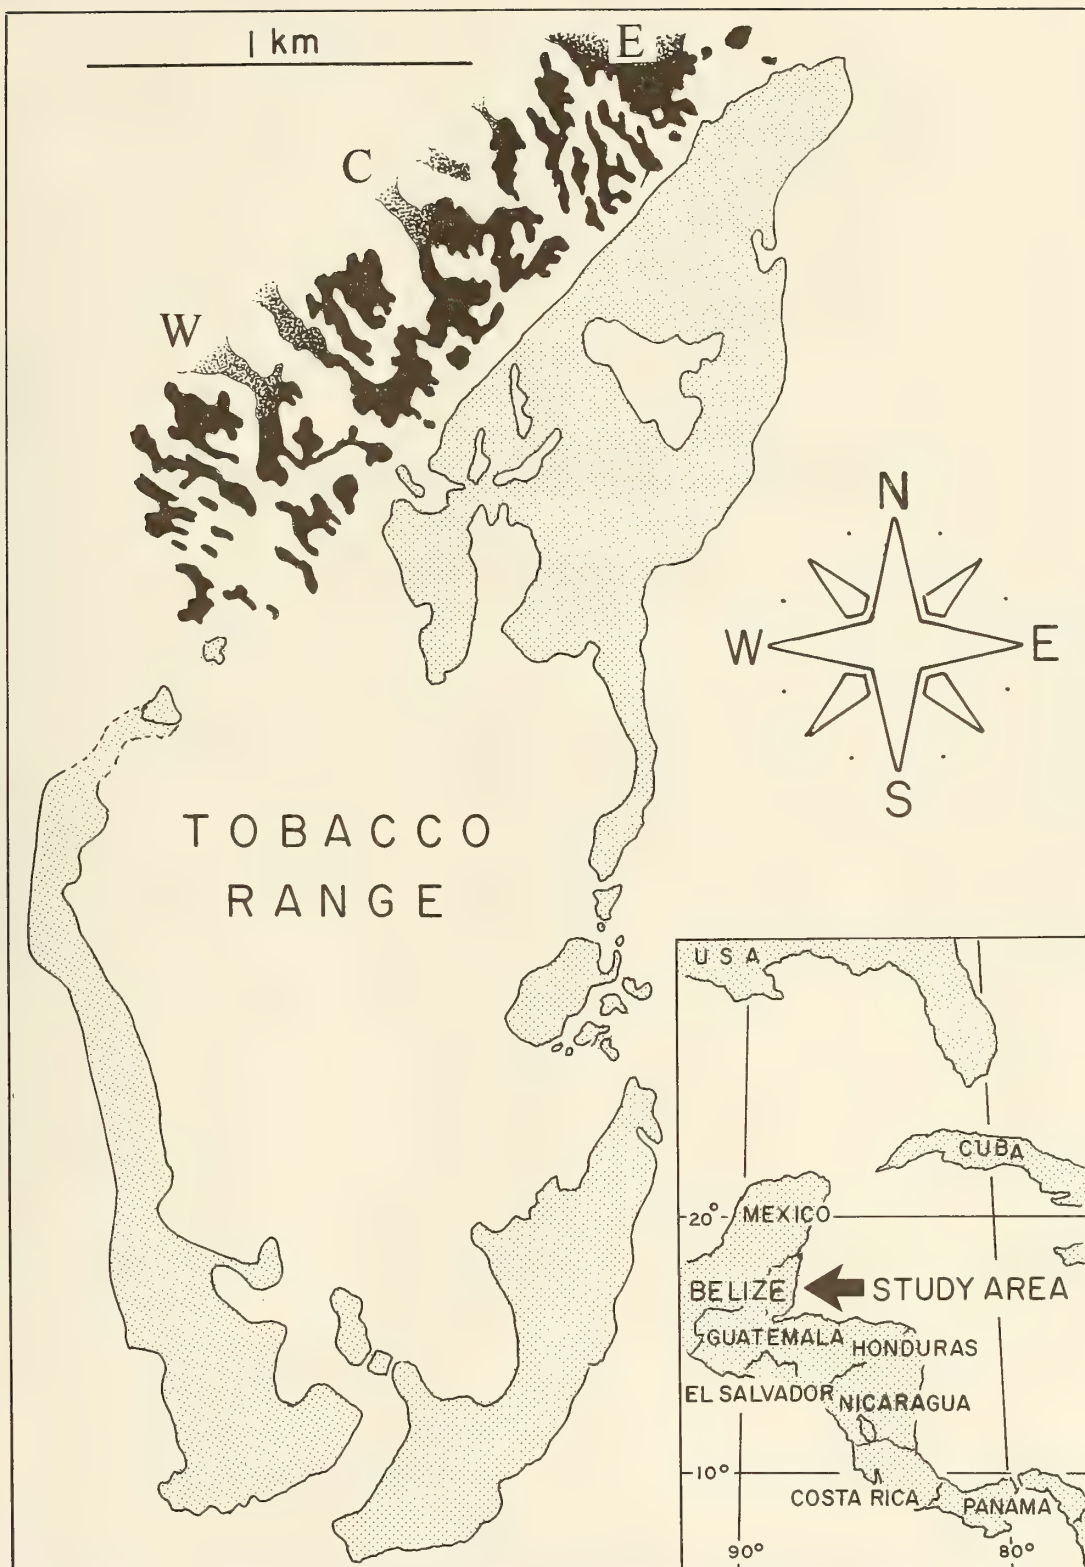 1 km
E
C
W
N
W
E
S
TOBACCO
RANGE
USA
CUBA
20°
MEXICO
BELIZE
STUDY AREA
GUATEMALA
HONDURAS
EL SALVADOR
NICARAGUA
10°
COSTA RICA
PANAMA
90°
80°